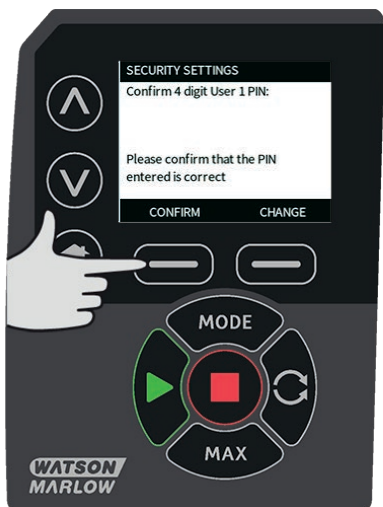 SECURITY SETTINGS
Confirm 4 digit User 1 PIN:
Please confirm that the PIN
entered is correct
CONFIRM CHANGE
MODE
MAX
WATSON
MARLOW